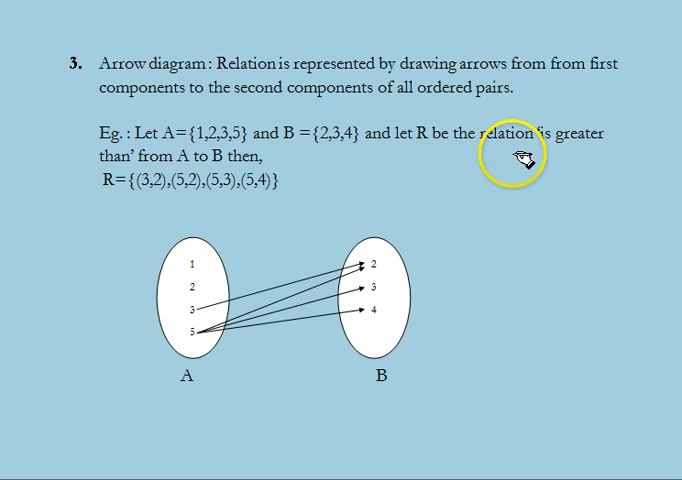 3. Arrow diagram: Relation is represented by drawing arrows from from first
components to the second components of all ordered pairs.
Eg. : Let A={1,2,3,5} and B ={2,3,4} and let R be the relation 'is greater
than' from A to B then,
R={(3,2),(5,2),(5,3),(5,4)}
1 2
2 3
3 4
5
A B